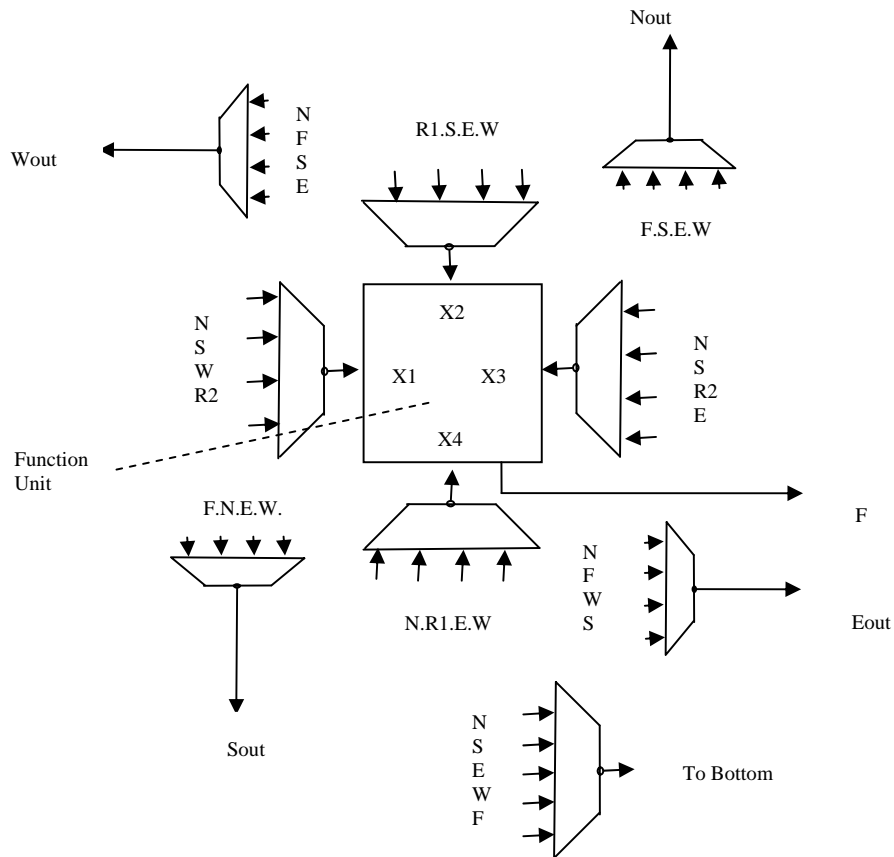 Nout
N
F
S
E
Wout
R1.S.E.W
F.S.E.W
N
S
W
R2
X2
X1
X3
X4
N
S
R2
E
Function
Unit
F.N.E.W.
F
N
F
W
S
N.R1.E.W
Eout
Sout
N
S
E
W
F
To Bottom